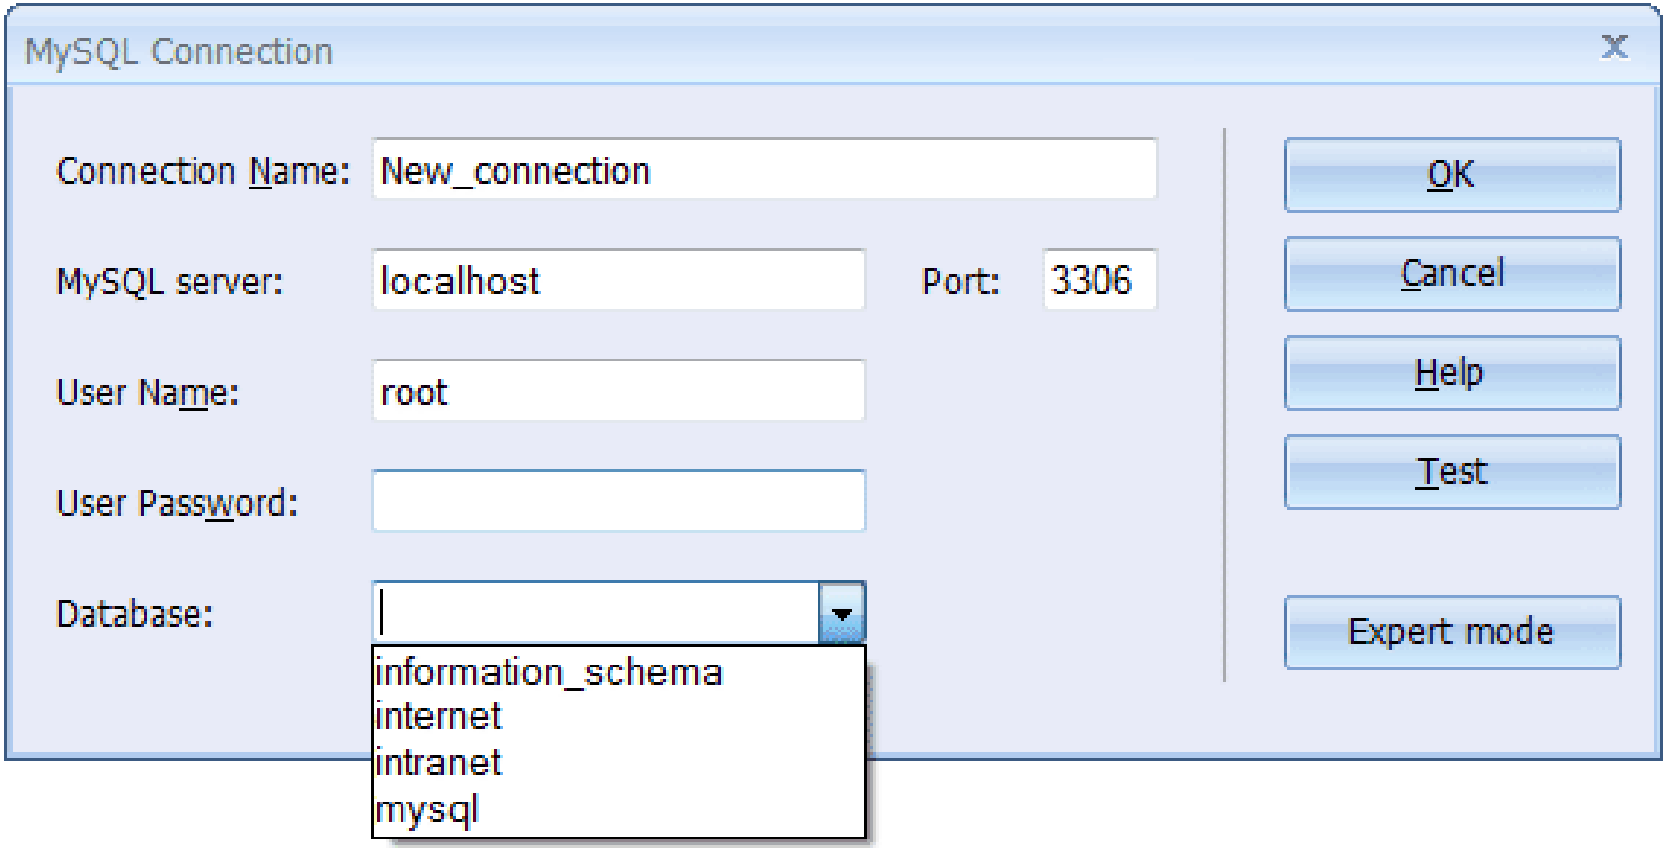 MySQL Connection
Connection Name: New_connection
OK
MySQL server: localhost Port: 3306
Cancel
User Name: root
Help
User Password:
Test
Database:
Expert mode
information_schema
internet
intranet
mysql